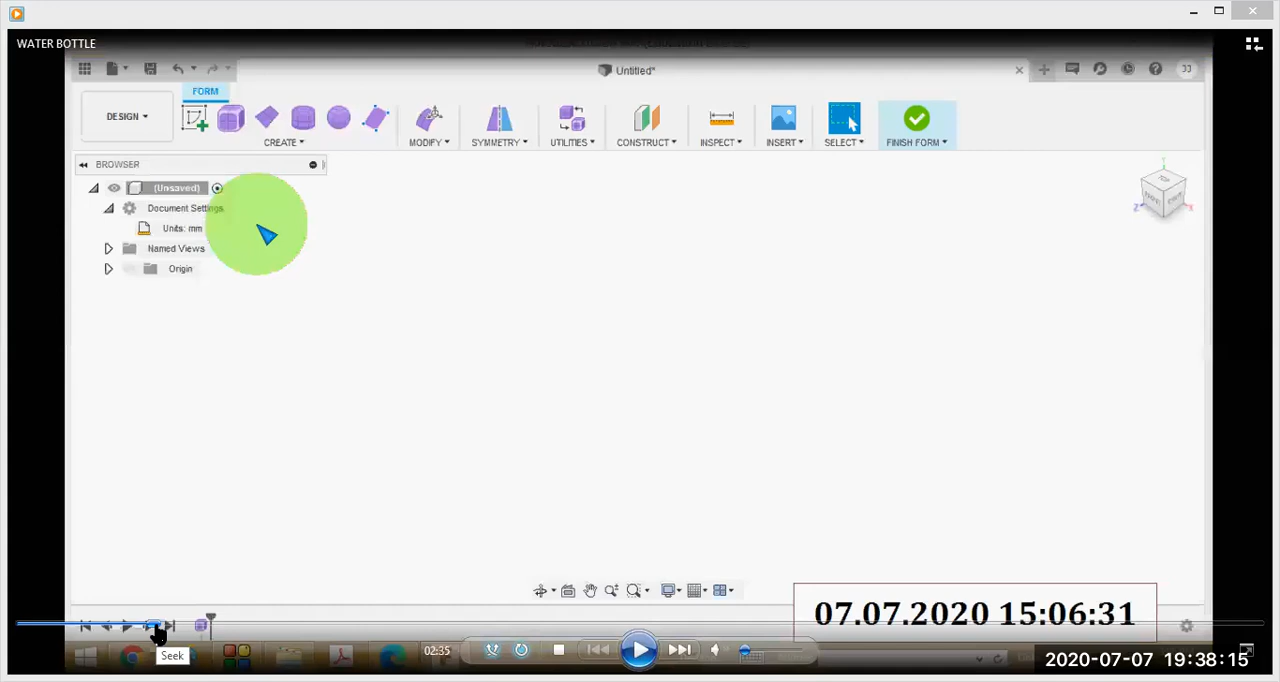 WATER BOTTLE
Untitled*
JJ
FORM
DESIGN
CREATE
MODIFY
SYMMETRY
UTILITIES
CONSTRUCT
INSPECT
INSERT
SELECT
FINISH FORM
BROWSER
(Unsaved)
Document Settings
Units: mm
Named Views
Origin
TOP
Z
X
07.07.2020 15:06:31
02:35
Seek
2020-07-07 19:38:15